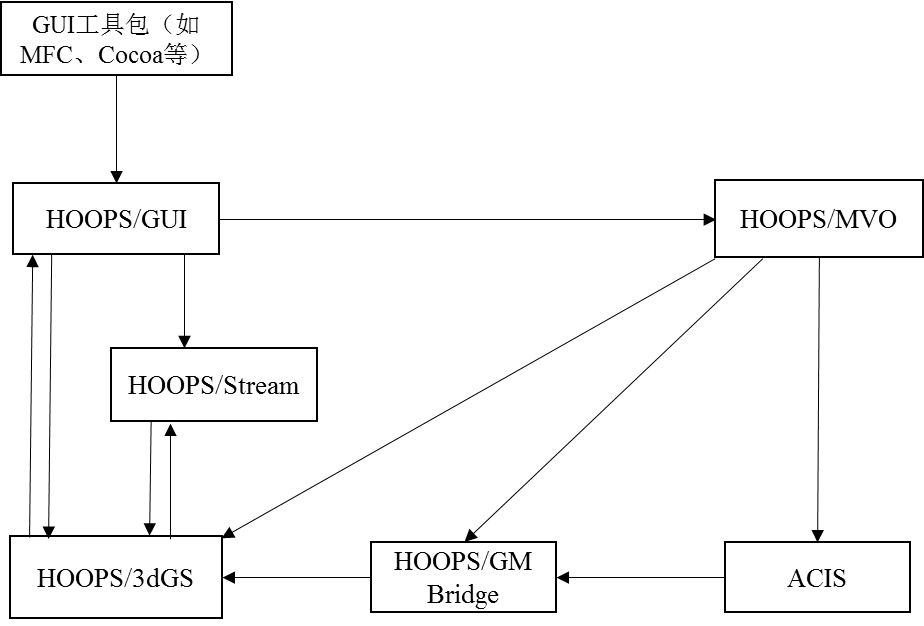 GUI工具包（如
MFC、Cocoa等）
HOOPS/GUI
HOOPS/MVO
HOOPS/Stream
HOOPS/3dGS
HOOPS/GM
Bridge
ACIS